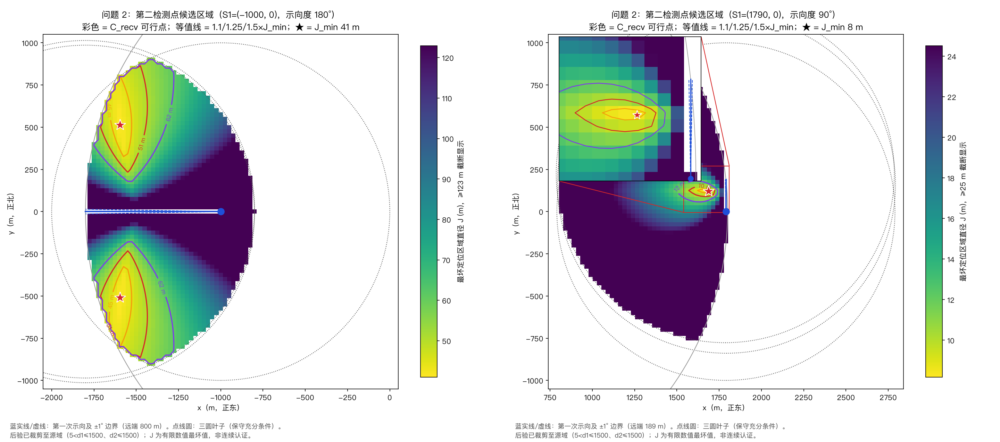 问题 2：第二检测点候选区域（S1=(−1000, 0)，示向度 180°）
彩色 = C_recv 可行点；等值线 = 1.1/1.25/1.5×J_min；★ = J_min 41 m
1000
750
500
250
0
−250
−500
−750
−1000
y（m，正北）
−2000
−1750
−1500
−1250
−1000
−750
−500
−250
0
x（m，正东）
45 m
51 m
62 m
45 m
51 m
62 m
120
110
100
90
80
70
60
50
最坏定位区域直径 J (m)，≥123 m 截断显示
蓝实线/虚线：第一次示向及 ±1° 边界（远端 800 m）。点线圆：三圆叶子（保守充分条件）。
后验已裁剪至源域（5<d1≤1500、d2≤1500）；J 为有限数值最坏值，非连续认证。
问题 2：第二检测点候选区域（S1=(1790, 0)，示向度 90°）
彩色 = C_recv 可行点；等值线 = 1.1/1.25/1.5×J_min；★ = J_min 8 m
1000
750
500
250
0
−250
−500
−750
−1000
y（m，正北）
750
1000
1250
1500
1750
2000
2250
2500
2750
x（m，正东）
12 m
10
24
22
20
18
16
14
12
10
最坏定位区域直径 J (m)，≥25 m 截断显示
蓝实线/虚线：第一次示向及 ±1° 边界（远端 189 m）。点线圆：三圆叶子（保守充分条件）。
后验已裁剪至源域（5<d1≤1500、d2≤1500）；J 为有限数值最坏值，非连续认证。